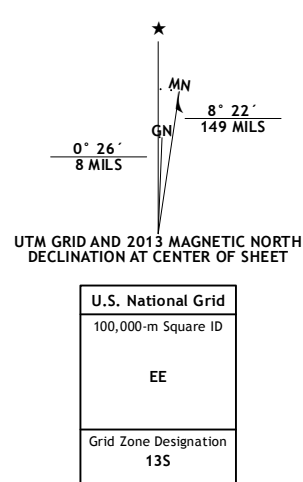 ★
MN
GN
8° 22´
149 MILS
0° 26´
8 MILS
UTM GRID AND 2013 MAGNETIC NORTH
DECLINATION AT CENTER OF SHEET
U.S. National Grid
100,000-m Square ID
EE
Grid Zone Designation
13S